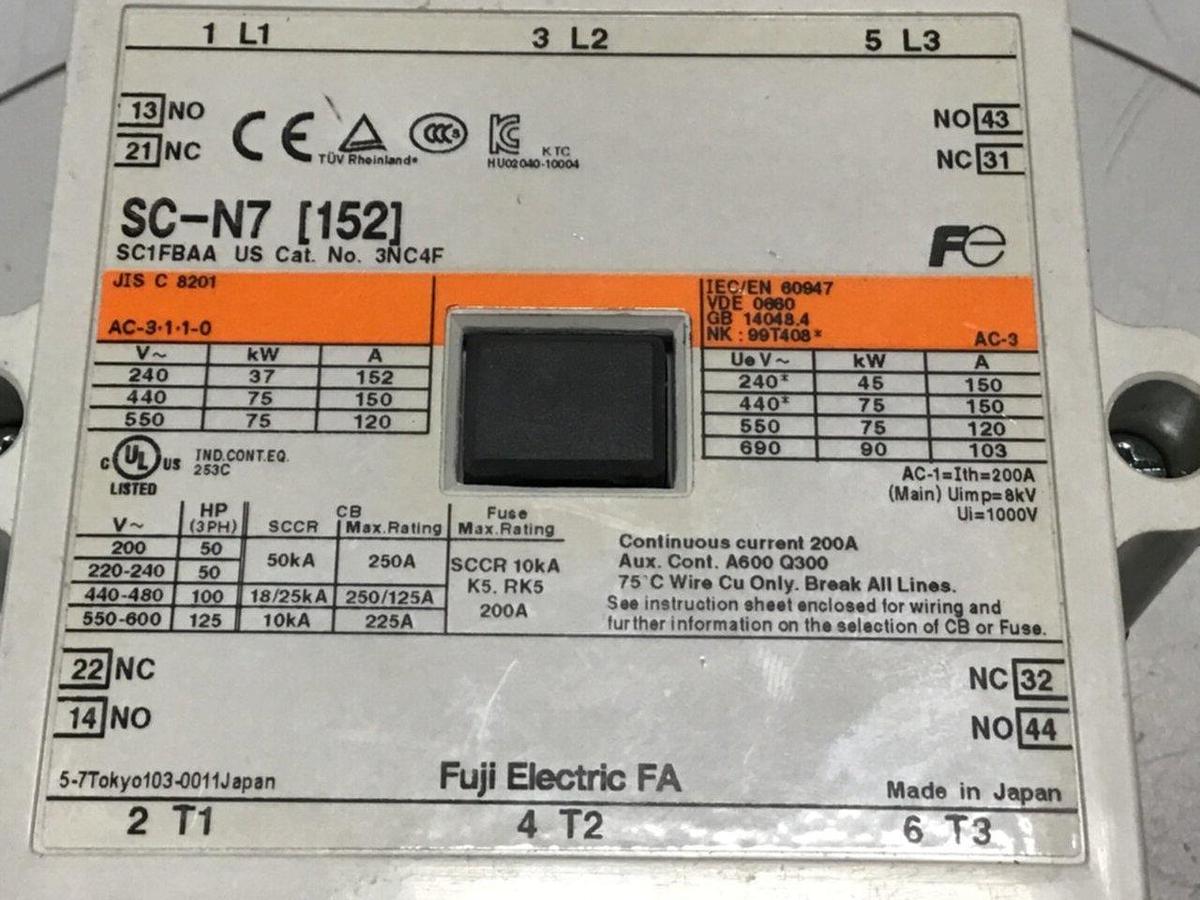 1 L1 3 L2 5 L3
13 NO NO 43
21 NC NC 31
CE TÜV Rheinland® CCC S KC KTC
HU02040-10004
SC-N7 [152]
SC1FBAA US Cat. No. 3NC4F
Fe
JIS C 8201
AC-3·1·1-0
V~ kW A
240 37 152
440 75 150
550 75 120
IEC/EN 60947
VDE 0660
GB 14048.4
NK : 99T408*
AC-3
Ue V~ kW A
240* 45 150
440* 75 150
550 75 120
690 90 103
AC-1=Ith=200A
(Main) Uimp=8kV
Ui=1000V
C UL US IND.CONT.EQ.
253C
LISTED
V~ HP (3PH) SCCR CB Max.Rating Fuse Max.Rating
200 50 50kA 250A SCCR 10kA
220-240 50 K5. RK5
440-480 100 18/25kA 250/125A 200A
550-600 125 10kA 225A
Continuous current 200A
Aux. Cont. A600 Q300
75°C Wire Cu Only. Break All Lines.
See instruction sheet enclosed for wiring and
further information on the selection of CB or Fuse.
22 NC NC 32
14 NO NO 44
5-7Tokyo103-0011Japan Fuji Electric FA Made in Japan
2 T1 4 T2 6 T3